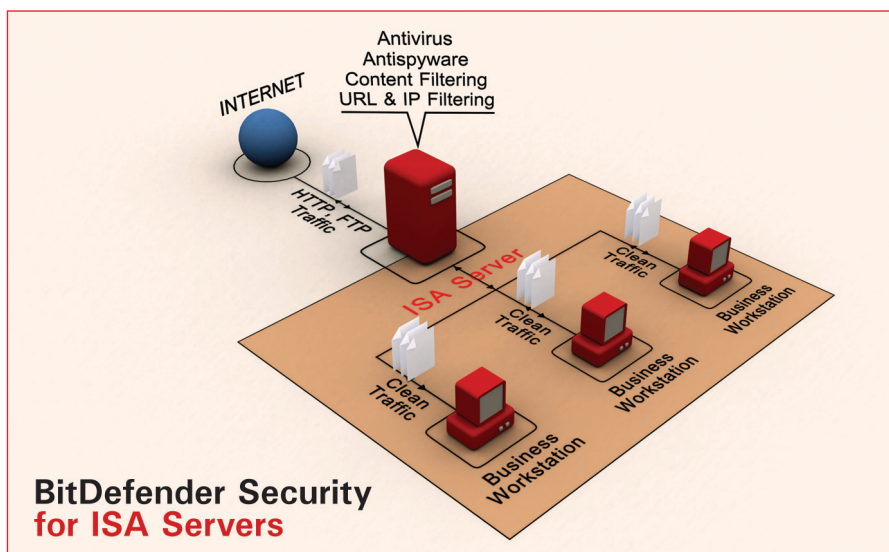 Antivirus
Antispyware
Content Filtering
URL & IP Filtering
INTERNET
HTTP, FTP
Traffic
ISA Server
Clean
Traffic
Business
Workstation
Clean
Traffic
Business
Workstation
Clean
Traffic
Business
Workstation
BitDefender Security
for ISA Servers